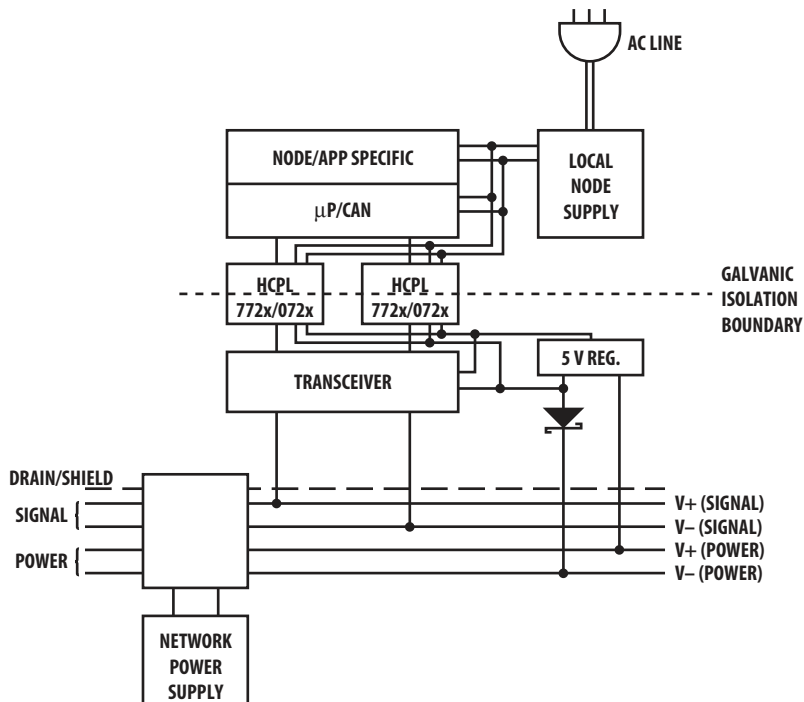 AC LINE
NODE/APP SPECIFIC
LOCAL
NODE
SUPPLY
μP/CAN
HCPL
772x/072x
HCPL
772x/072x
GALVANIC
ISOLATION
BOUNDARY
5 V REG.
TRANSCEIVER
DRAIN/SHIELD
SIGNAL
POWER
V+ (SIGNAL)
V– (SIGNAL)
V+ (POWER)
V– (POWER)
NETWORK
POWER
SUPPLY